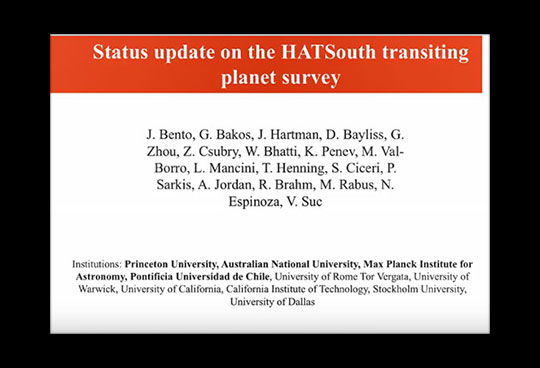 Status update on the HATSouth transiting
planet survey
J. Bento, G. Bakos, J. Hartman, D. Bayliss, G.
Zhou, Z. Csubry, W. Bhatti, K. Penev, M. Val-
Borro, L. Mancini, T. Henning, S. Ciceri, P.
Sarkis, A. Jordan, R. Brahm, M. Rabus, N.
Espinoza, V. Suc
Institutions: Princeton University, Australian National University, Max Planck Institute for
Astronomy, Pontificia Universidad de Chile, University of Rome Tor Vergata, University of
Warwick, University of California, California Institute of Technology, Stockholm University,
University of Dallas